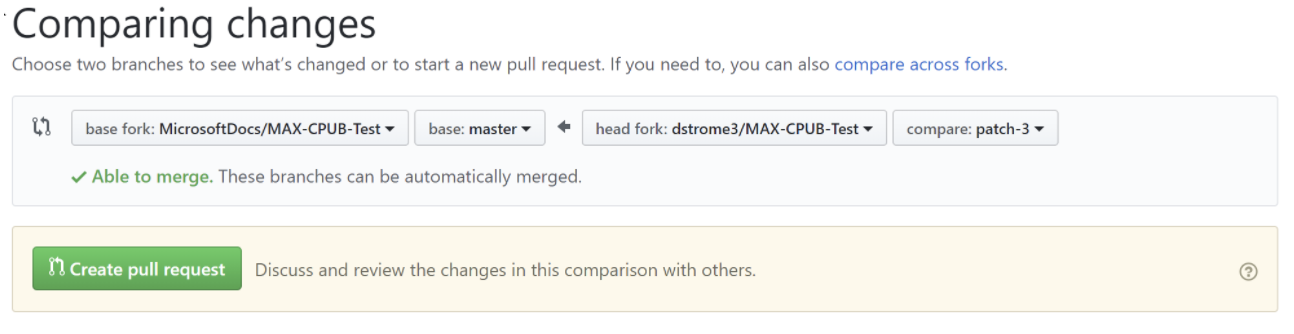 Comparing changes
Choose two branches to see what's changed or to start a new pull request. If you need to, you can also compare across forks.
base fork: MicrosoftDocs/MAX-CPUB-Test base: master head fork: dstrome3/MAX-CPUB-Test compare: patch-3
Able to merge. These branches can be automatically merged.
Create pull request Discuss and review the changes in this comparison with others.